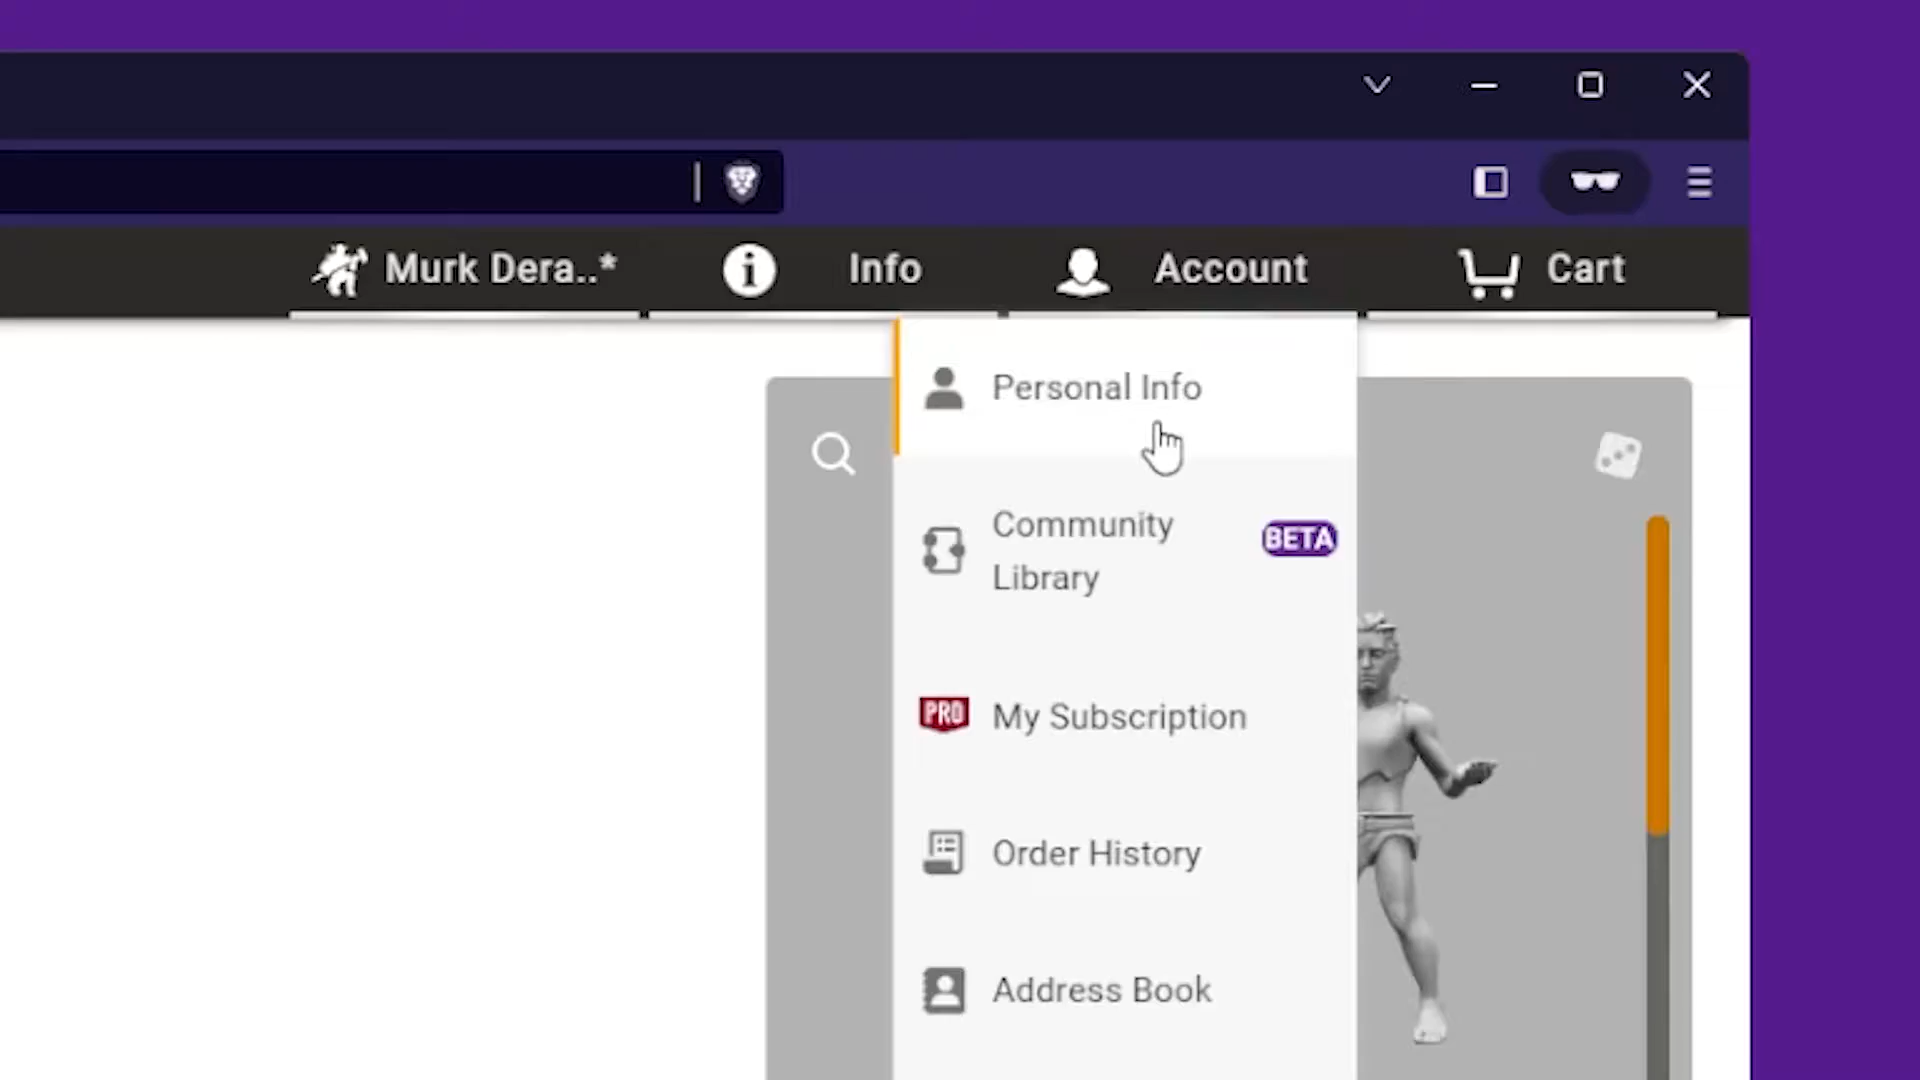 Murk Dera..*
Info
Account
Cart
Personal Info
Community
Library
BETA
PRO
My Subscription
Order History
Address Book